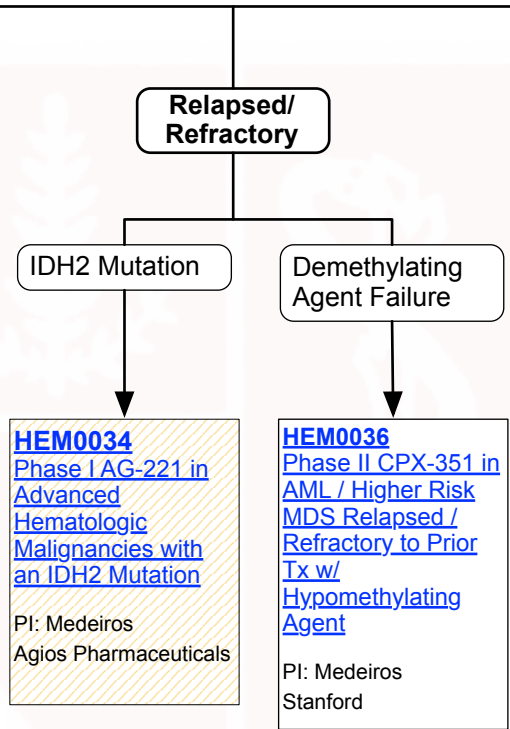 Relapsed/
Refractory
IDH2 Mutation
Demethylating
Agent Failure
HEM0034
Phase I AG-221 in
Advanced
Hematologic
Malignancies with
an IDH2 Mutation
PI: Medeiros
Agios Pharmaceuticals
HEM0036
Phase II CPX-351 in
AML / Higher Risk
MDS Relapsed /
Refractory to Prior
Tx w/
Hypomethylating
Agent
PI: Medeiros
Stanford